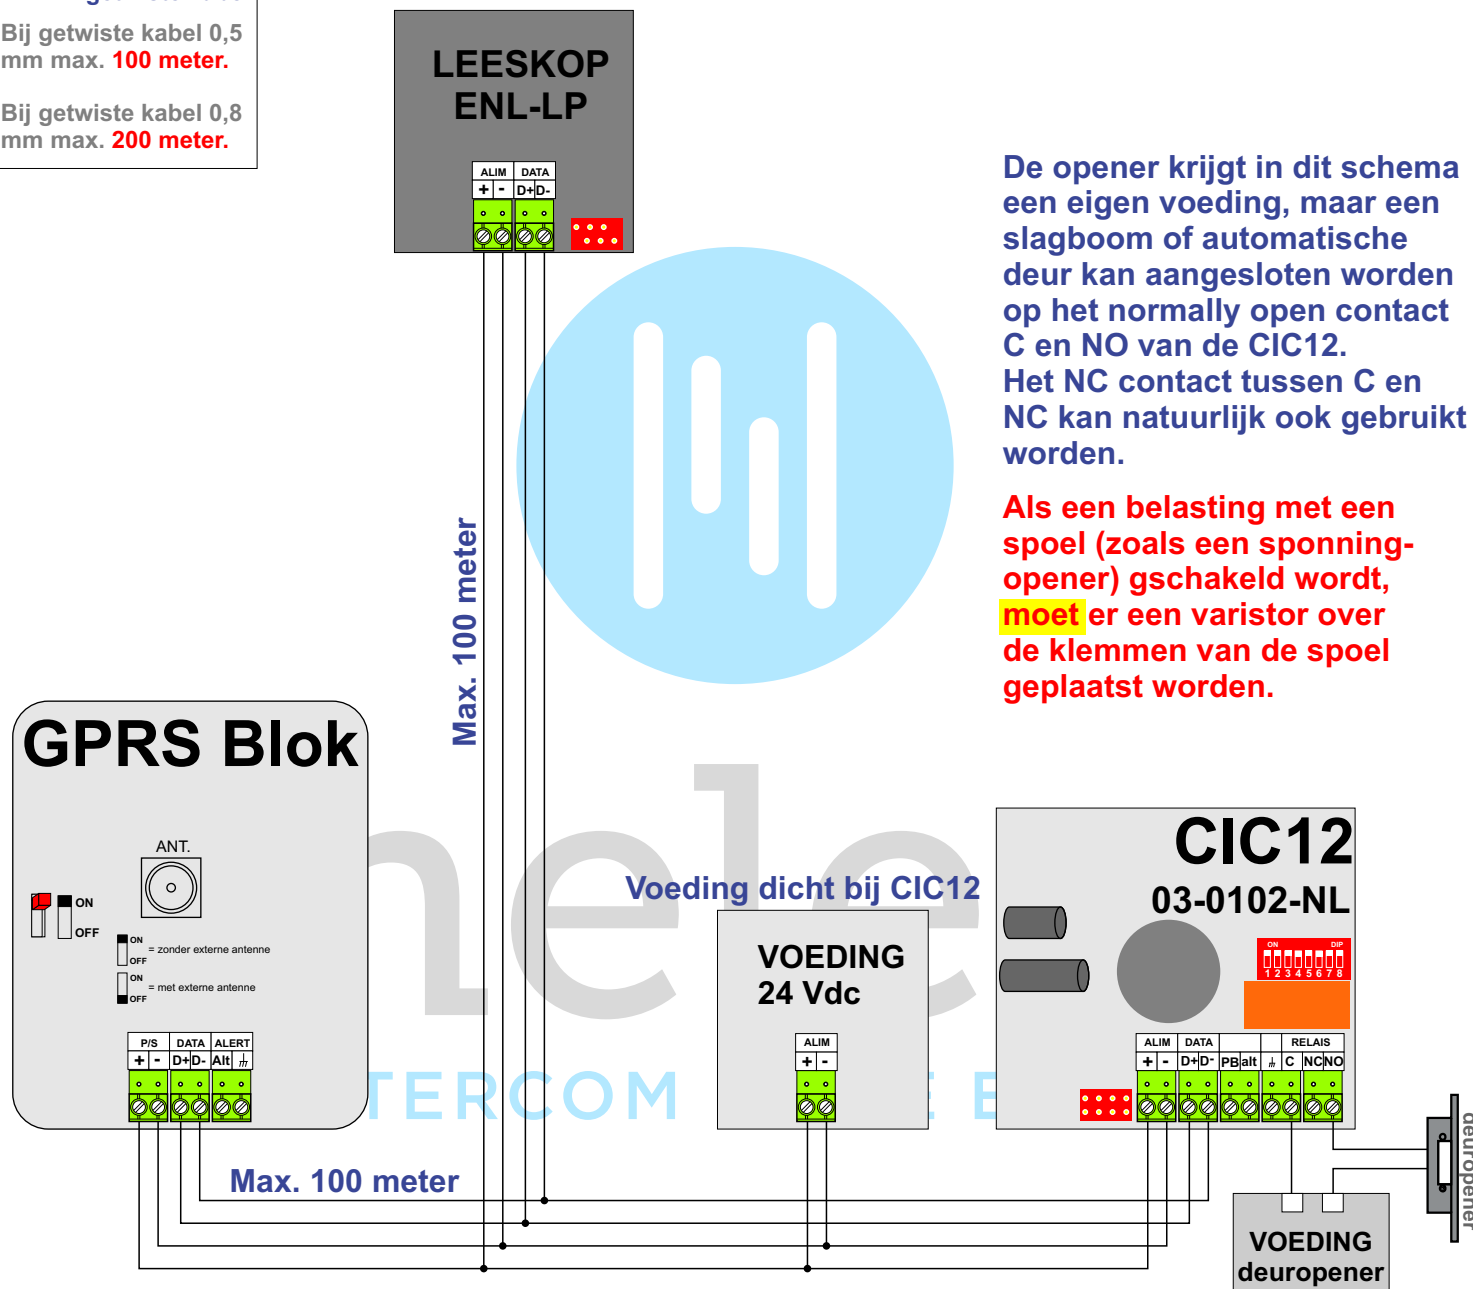 Bij getwiste kabel 0,5
mm max. 100 meter.
Bij getwiste kabel 0,8
mm max. 200 meter.
LEESKOP
ENL-LP
ALIM DATA
+ - D+ D-
De opener krijgt in dit schema
een eigen voeding, maar een
slagboom of automatische
deur kan aangesloten worden
op het normally open contact
C en NO van de CIC12.
Het NC contact tussen C en
NC kan natuurlijk ook gebruikt
worden.
Als een belasting met een
spoel (zoals een sponning-
opener) gschakeld wordt,
moet er een varistor over
de klemmen van de spoel
geplaatst worden.
Max. 100 meter
GPRS Blok
ANT.
ON
OFF
ON
OFF
= zonder externe antenne
ON
OFF
= met externe antenne
P/S DATA ALERT
+ - D+ D- Alt
Max. 100 meter
Voeding dicht bij CIC12
VOEDING
24 Vdc
ALIM
+ -
CIC12
03-0102-NL
ON DIP
1 2 3 4 5 6 7 8
ALIM DATA RELAIS
+ - D+ D- PB alt C NC NO
VOEDING
deuropener
deuropener
nele
TERCOM